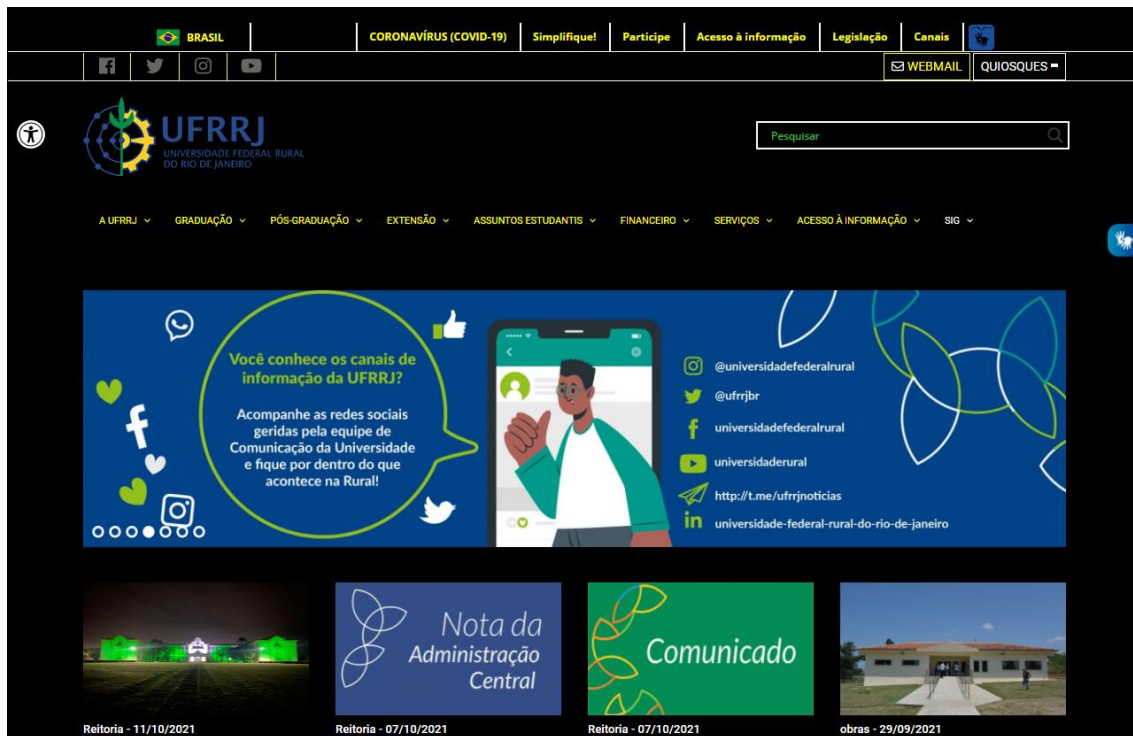 BRASIL
CORONAVÍRUS (COVID-19)
Simplifique!
Participe
Acesso à informação
Legislação
Canais
WEBMAIL
QUIOSQUES
UFRRJ
UNIVERSIDADE FEDERAL RURAL
DO RIO DE JANEIRO
Pesquisar
A UFRRJ
GRADUAÇÃO
PÓS-GRADUAÇÃO
EXTENSÃO
ASSUNTOS ESTUDANTIS
FINANCEIRO
SERVIÇOS
ACESSO À INFORMAÇÃO
SIG
Você conhece os canais de
informação da UFRRJ?
Acompanhe as redes sociais
geridas pela equipe de
Comunicação da Universidade
e fique por dentro do que
acontece na Rural!
@universidadefederalrural
@ufrrjbr
universidadefederalrural
universidaderural
http://t.me/ufrrjnoticias
universidade-federal-rural-do-rio-de-janeiro
Nota da
Administração
Central
Comunicado
Reitoria - 11/10/2021
Reitoria - 07/10/2021
Reitoria - 07/10/2021
obras - 29/09/2021